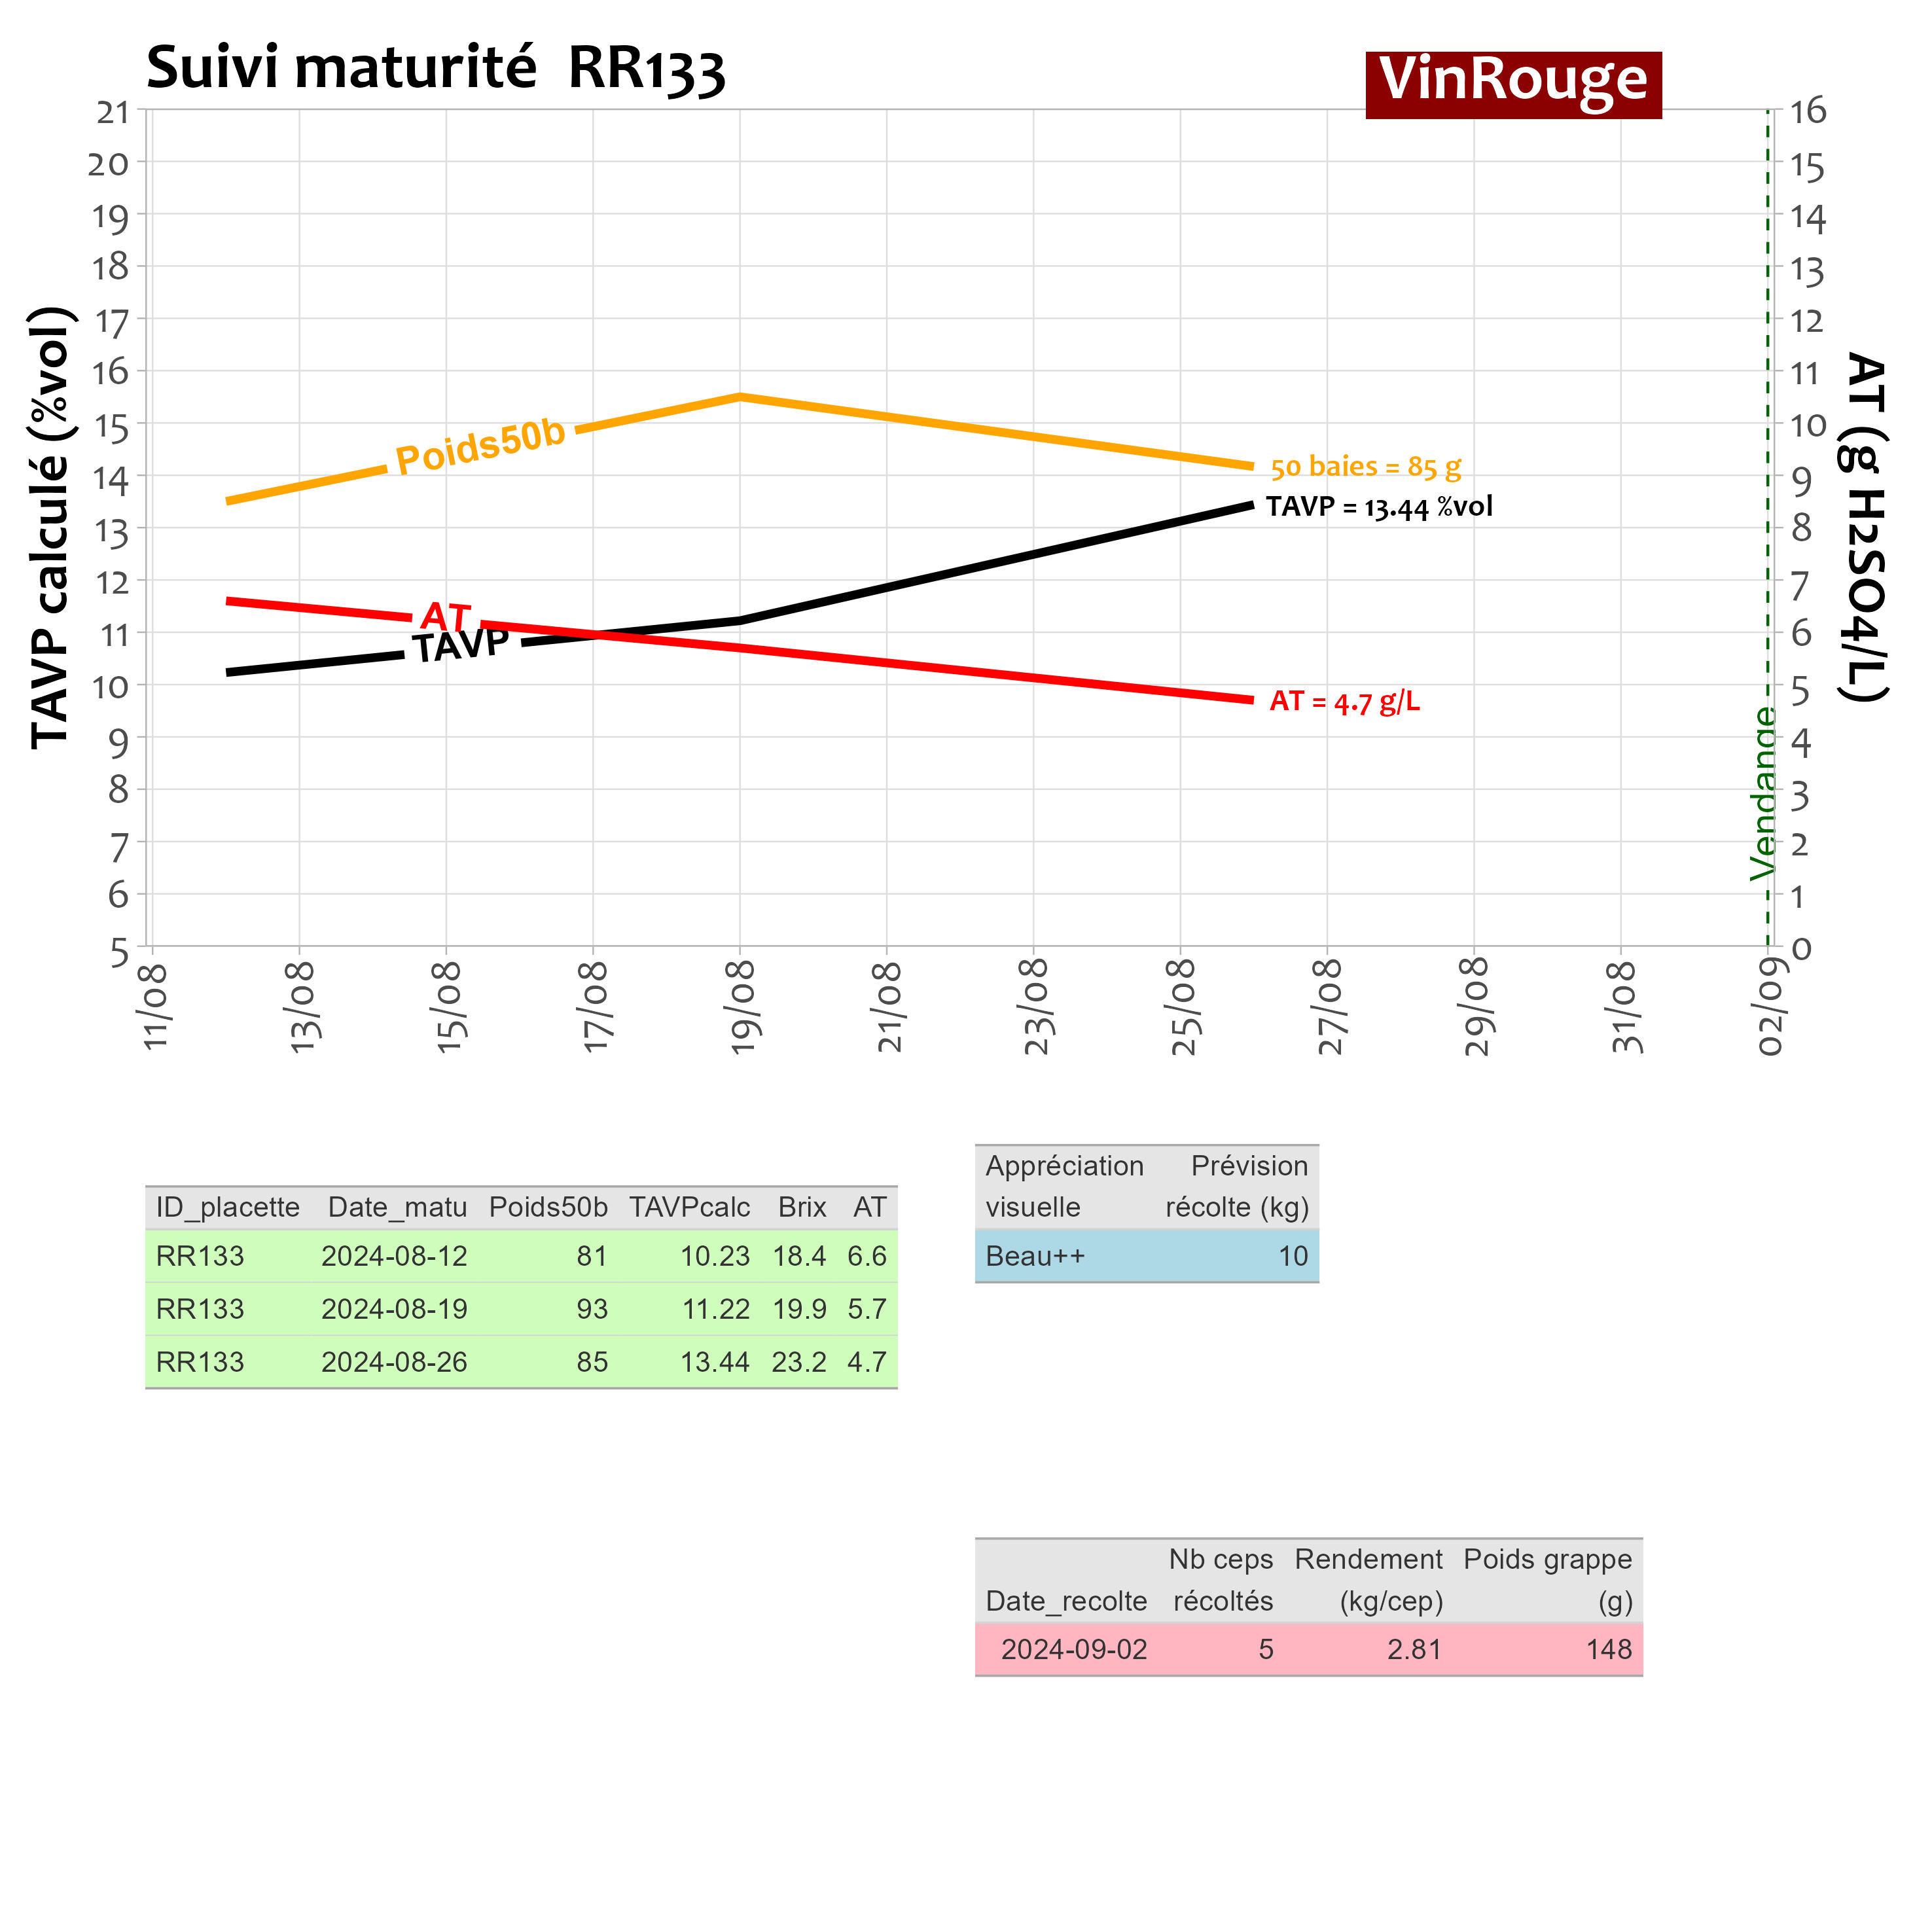 Suivi maturité RR133
VinRouge
TAVP calculé (%vol)
21
20
19
18
17
16
15
14
13
12
11
10
9
8
7
6
5
Poids50b
AT
TAVP
50 baies = 85 g
TAVP = 13.44 %vol
AT = 4.7 g/L
Vendange
16
15
14
13
12
11
10
9
8
7
6
5
4
3
2
1
0
AT (g H2SO4/L)
11/08
13/08
15/08
17/08
19/08
21/08
23/08
25/08
27/08
29/08
31/08
02/09
ID_placette Date_matu Poids50b TAVPcalc Brix AT
RR133 2024-08-12 81 10.23 18.4 6.6
RR133 2024-08-19 93 11.22 19.9 5.7
RR133 2024-08-26 85 13.44 23.2 4.7
Appréciation Prévision
visuelle récolte (kg)
Beau++ 10
Nb ceps Rendement Poids grappe
Date_recolte récoltés (kg/cep) (g)
2024-09-02 5 2.81 148